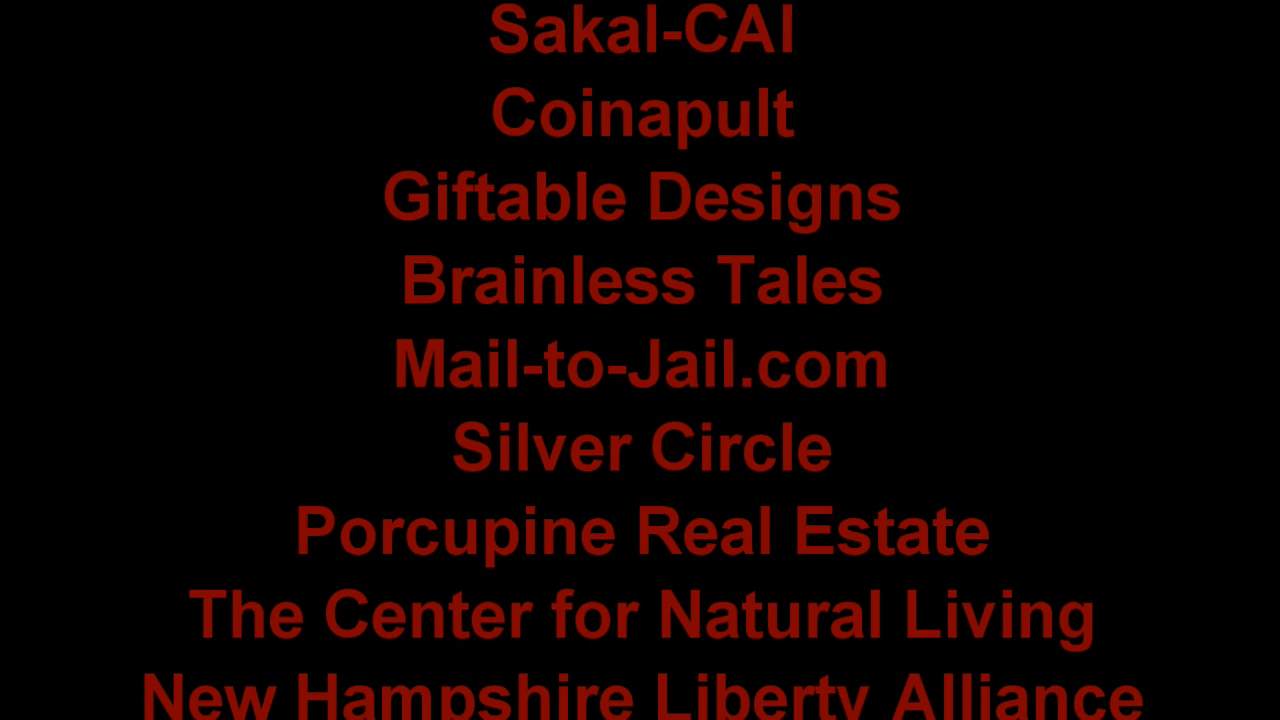 Sakal-CAI
Coinapult
Giftable Designs
Brainless Tales
Mail-to-Jail.com
Silver Circle
Porcupine Real Estate
The Center for Natural Living
New Hampshire Liberty Alliance